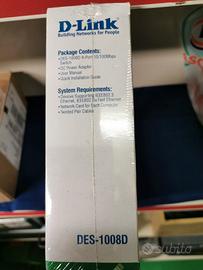 D-Link
Building Networks for People
Package Contents:
• DES-1008D 8-Port 10/100Mbps
Switch
• DC Power Adapter
• User Manual
• Quick Installation Guide
System Requirements:
• Devices Supporting IEEE802.3
Ethernet, IEEE802.3u Fast Ethernet
• Network Card for Each Computer
• Twisted Pair Cables
DES-1008D
subito